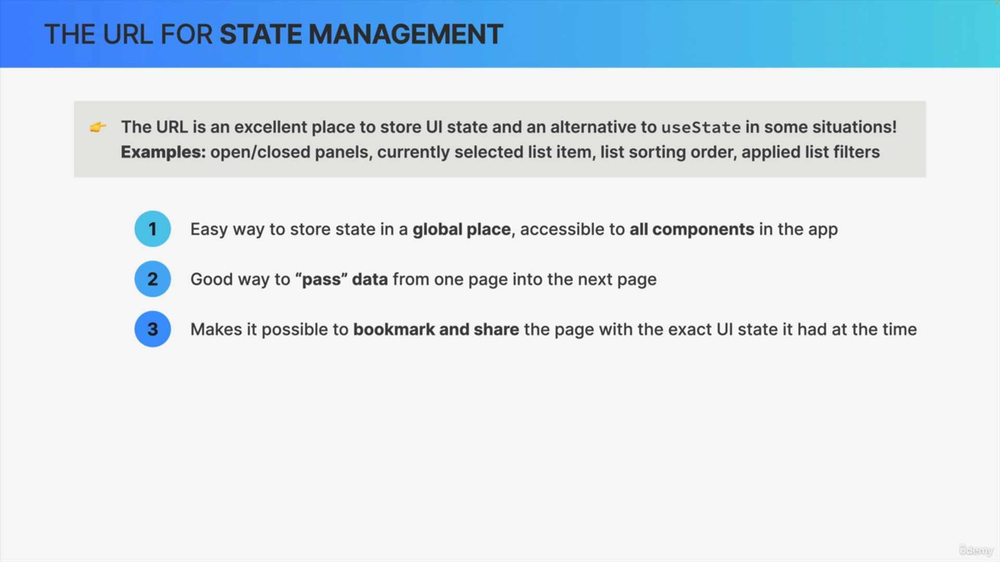 THE URL FOR STATE MANAGEMENT
The URL is an excellent place to store UI state and an alternative to useState in some situations!
Examples: open/closed panels, currently selected list item, list sorting order, applied list filters
1 Easy way to store state in a global place, accessible to all components in the app
2 Good way to “pass” data from one page into the next page
3 Makes it possible to bookmark and share the page with the exact UI state it had at the time
ûdemy